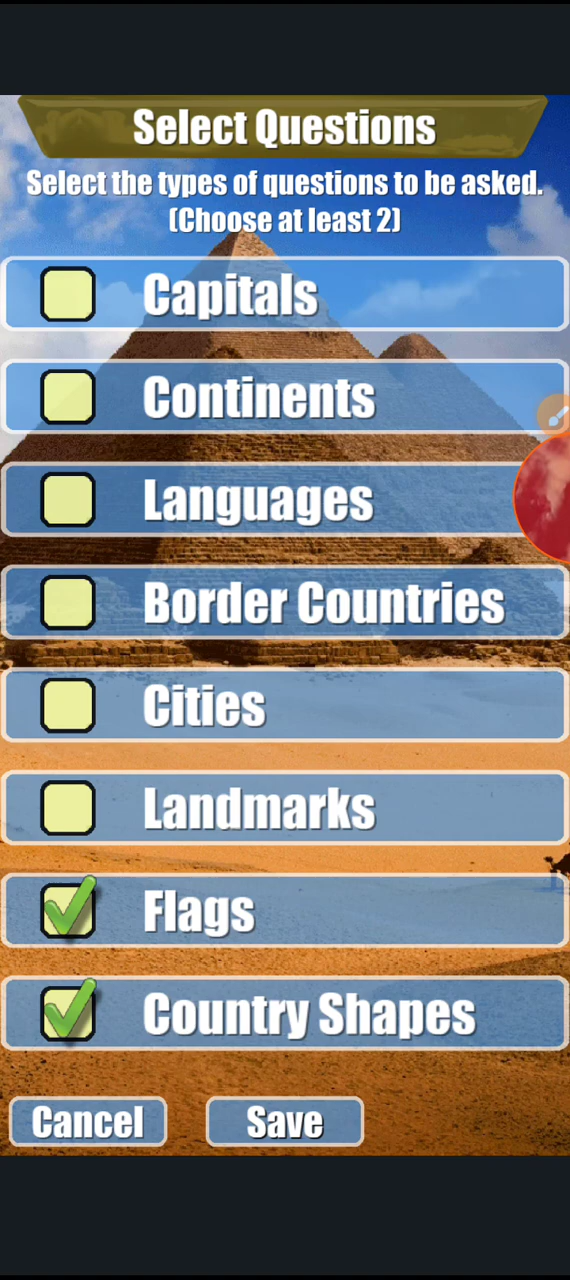 Select Questions
Select the types of questions to be asked.
(Choose at least 2)
Capitals
Continents
Languages
Border Countries
Cities
Landmarks
Flags
Country Shapes
Cancel Save